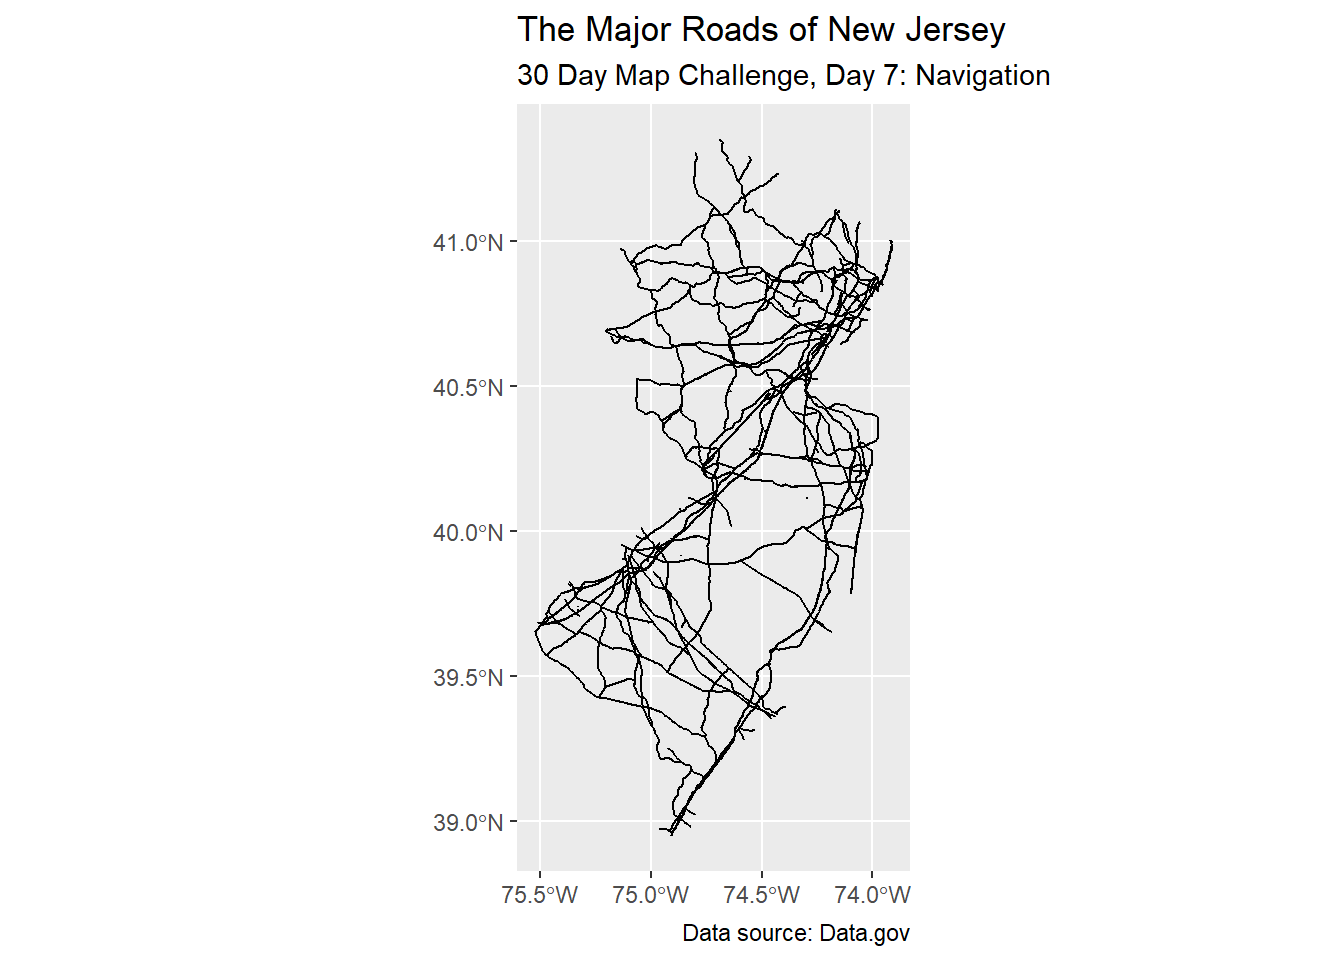 The Major Roads of New Jersey
30 Day Map Challenge, Day 7: Navigation
41.0°N
40.5°N
40.0°N
39.5°N
39.0°N
75.5°W 75.0°W 74.5°W 74.0°W
Data source: Data.gov